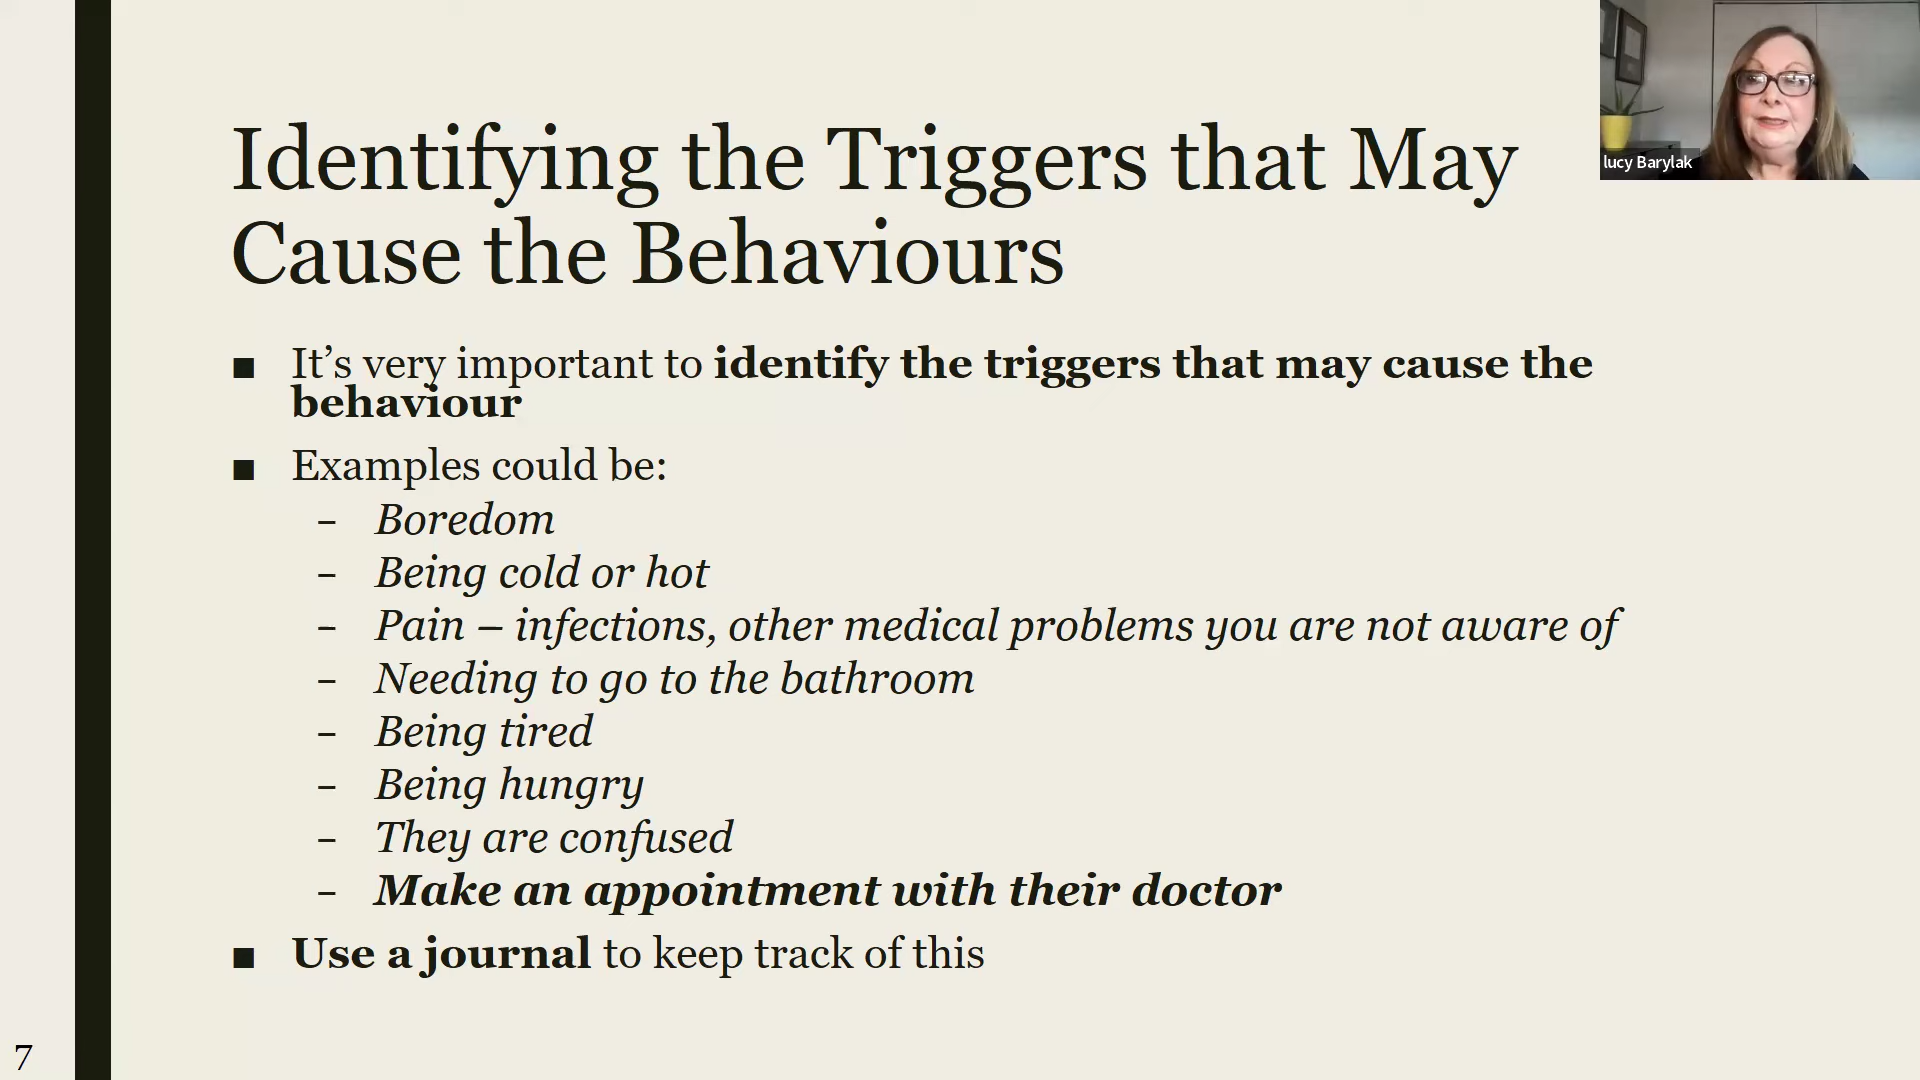 Identifying the Triggers that May
Cause the Behaviours
lucy Barylak
■ It’s very important to identify the triggers that may cause the
behaviour
■ Examples could be:
– Boredom
– Being cold or hot
– Pain – infections, other medical problems you are not aware of
– Needing to go to the bathroom
– Being tired
– Being hungry
– They are confused
– Make an appointment with their doctor
■ Use a journal to keep track of this
7